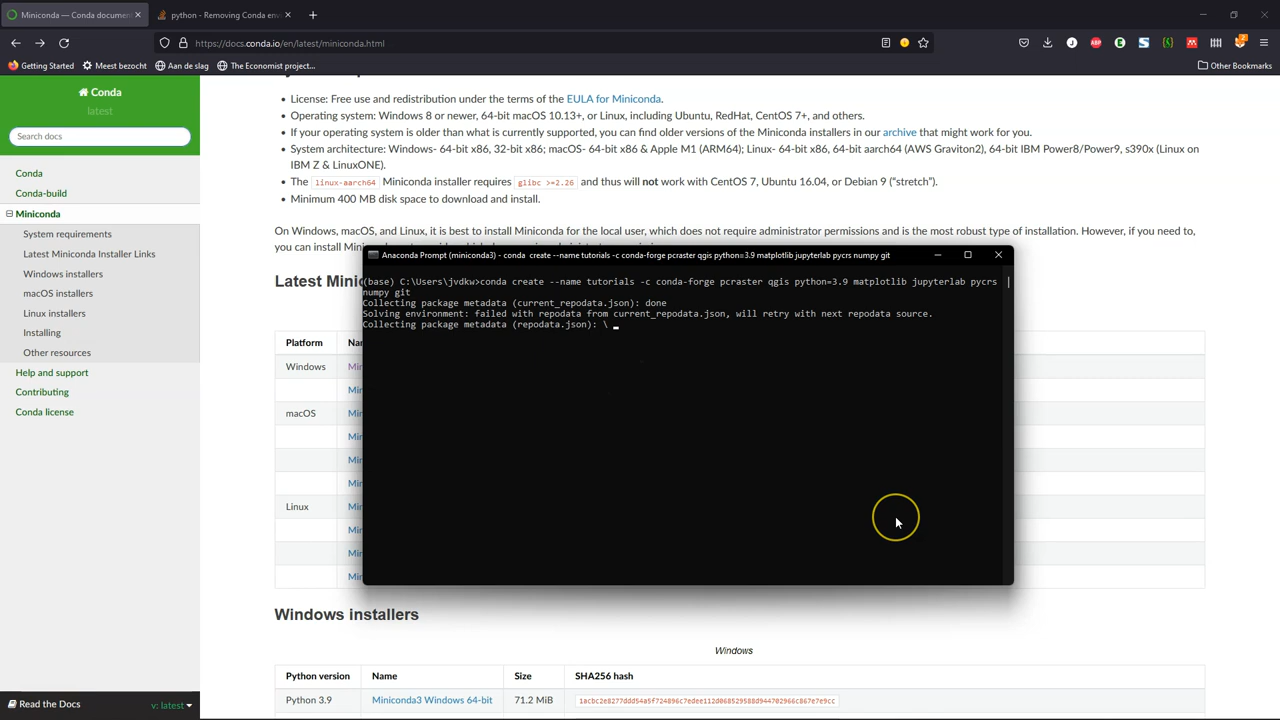 Miniconda — Conda documen
python - Removing Conda env
https://docs.conda.io/en/latest/miniconda.html
Getting Started
Meest bezocht
Aan de slag
The Economist projec...
Other Bookmarks
Conda
latest
Search docs
Conda
Conda-build
Miniconda
System requirements
Latest Miniconda Installer Links
Windows installers
macOS installers
Linux installers
Installing
Other resources
Help and support
Contributing
Conda license
Read the Docs
v: latest
License: Free use and redistribution under the terms of the EULA for Miniconda.
Operating system: Windows 8 or newer, 64-bit macOS 10.13+, or Linux, including Ubuntu, RedHat, CentOS 7+, and others.
If your operating system is older than what is currently supported, you can find older versions of the Miniconda installers in our archive that might work for you.
System architecture: Windows- 64-bit x86, 32-bit x86; macOS- 64-bit x86 & Apple M1 (ARM64); Linux- 64-bit x86, 64-bit aarch64 (AWS Graviton2), 64-bit IBM Power8/Power9, s390x (Linux on
IBM Z & LinuxONE).
The linux-aarch64 Miniconda installer requires glibc >=2.26 and thus will not work with CentOS 7, Ubuntu 16.04, or Debian 9 (“stretch”).
Minimum 400 MB disk space to download and install.
On Windows, macOS, and Linux, it is best to install Miniconda for the local user, which does not require administrator permissions and is the most robust type of installation. However, if you need to,
you can install Mini
Latest Minic
Anaconda Prompt (miniconda3) - conda create --name tutorials -c conda-forge pcraster qgis python=3.9 matplotlib jupyterlab pycrs numpy git
(base) C:\Users\jvdkw>conda create --name tutorials -c conda-forge pcraster qgis python=3.9 matplotlib jupyterlab pycrs
numpy git
Collecting package metadata (current_repodata.json): done
Solving environment: failed with repodata from current_repodata.json, will retry with next repodata source.
Collecting package metadata (repodata.json): \
Platform Nar
Windows Min
Min
macOS Min
Min
Min
Min
Linux Min
Min
Min
Min
Windows installers
Windows
Python version Name Size SHA256 hash
Python 3.9 Miniconda3 Windows 64-bit 71.2 MiB